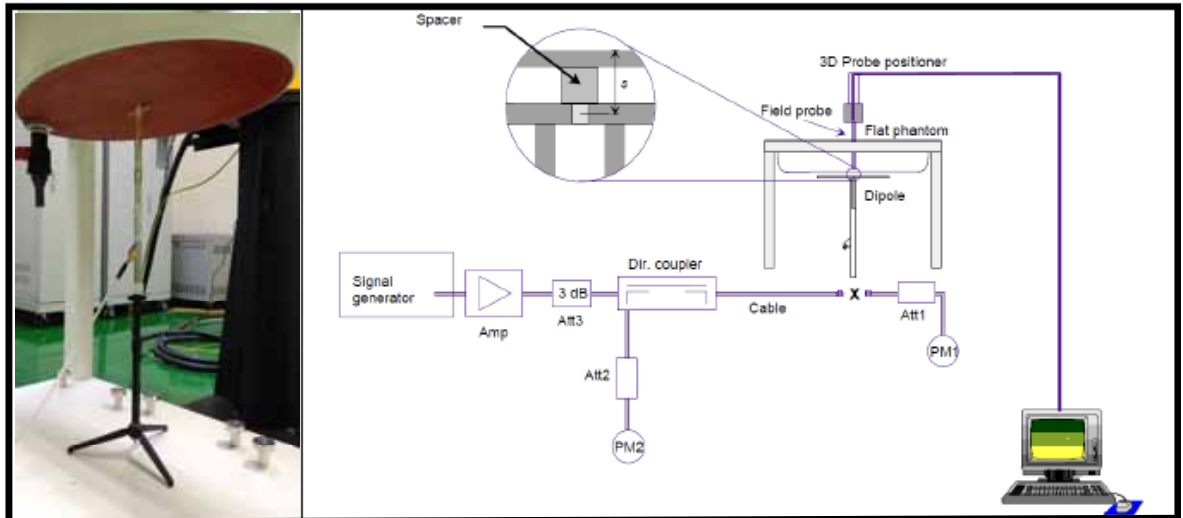 Spacer
s
3D Probe positioner
Field probe
Flat phantom
Dipole
Signal
generator
Amp
3 dB
Att3
Dir. coupler
Cable
x
Att1
PM1
Att2
PM2